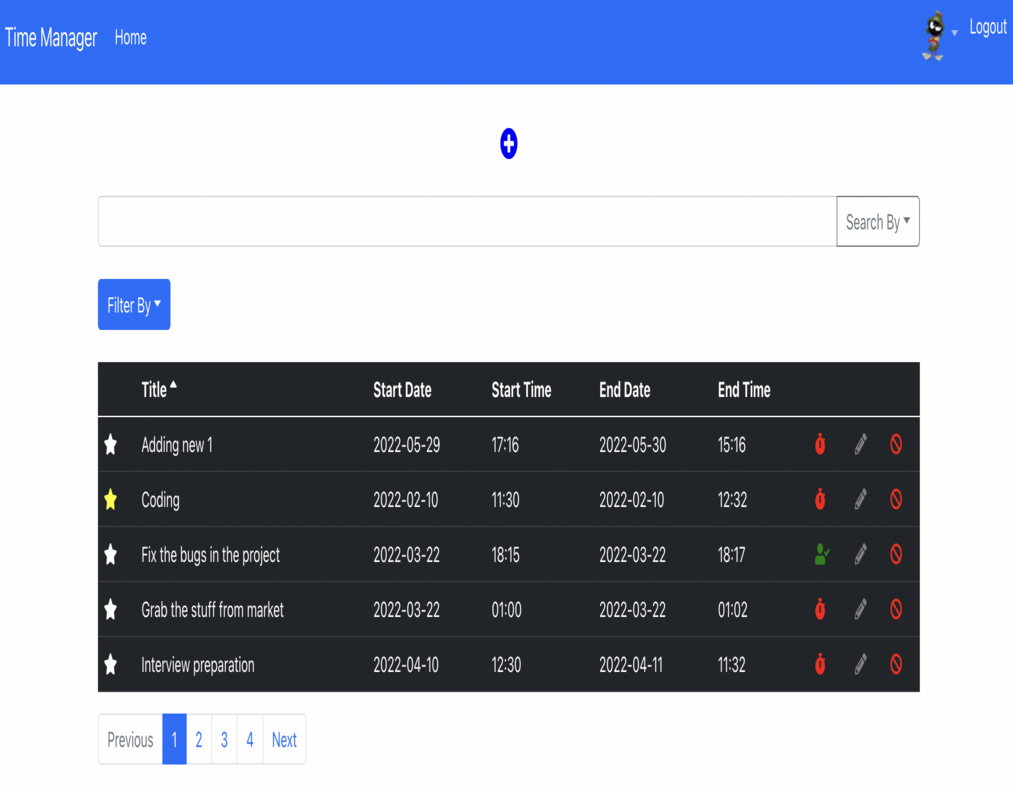 Time Manager Home Logout
Search By
Filter By
Title Start Date Start Time End Date End Time
Adding new 1 2022-05-29 17:16 2022-05-30 15:16
Coding 2022-02-10 11:30 2022-02-10 12:32
Fix the bugs in the project 2022-03-22 18:15 2022-03-22 18:17
Grab the stuff from market 2022-03-22 01:00 2022-03-22 01:02
Interview preparation 2022-04-10 12:30 2022-04-11 11:32
Previous 1 2 3 4 Next